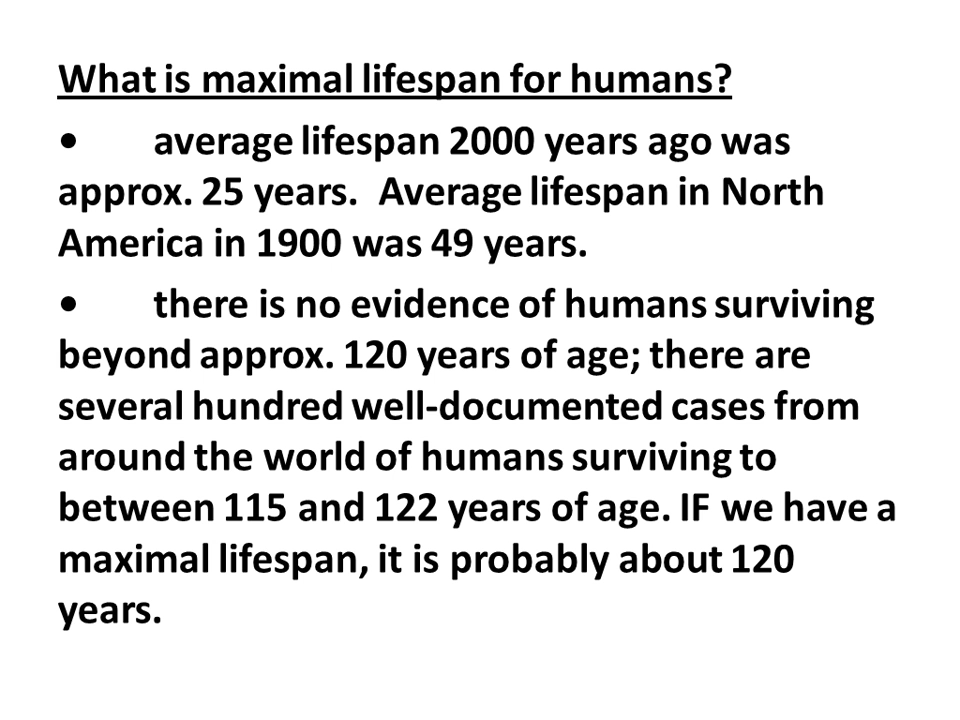 What is maximal lifespan for humans?
• average lifespan 2000 years ago was
approx. 25 years.  Average lifespan in North
America in 1900 was 49 years.
• there is no evidence of humans surviving
beyond approx. 120 years of age; there are
several hundred well-documented cases from
around the world of humans surviving to
between 115 and 122 years of age. IF we have a
maximal lifespan, it is probably about 120
years.